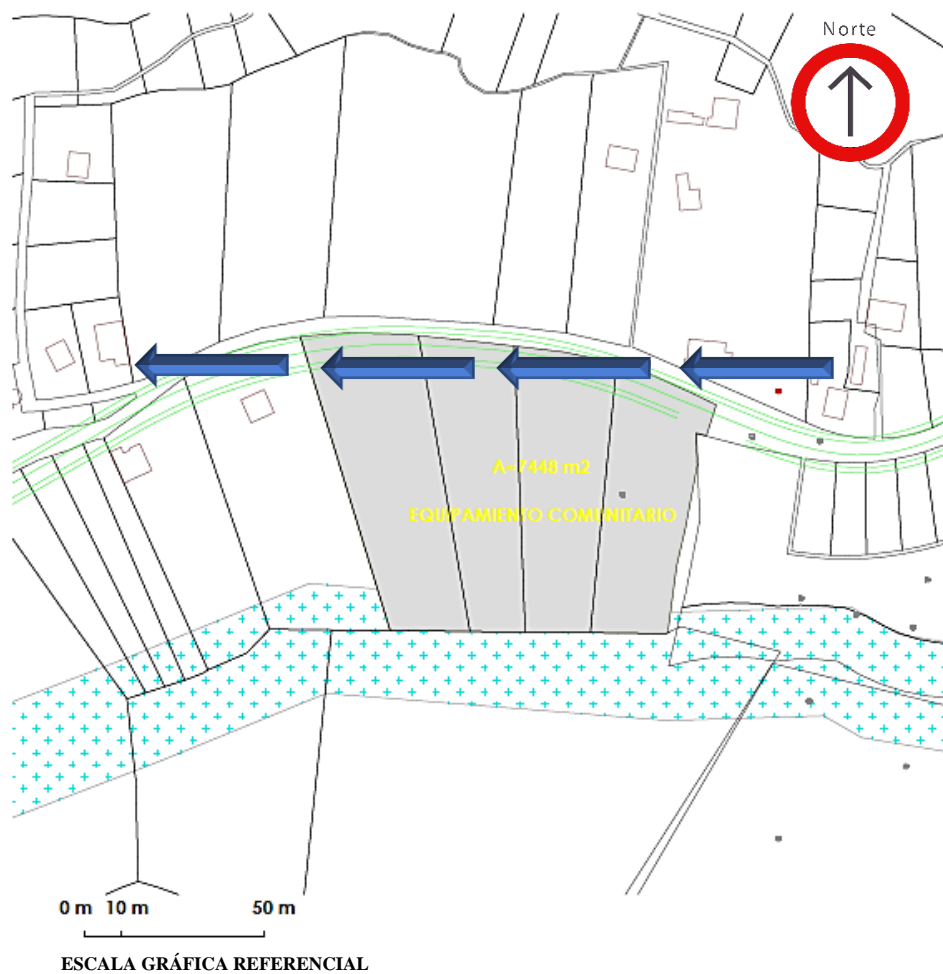 Norte
A=7448 m2
EQUIPAMIENTO COMUNITARIO
0 m 10 m 50 m
ESCALA GRÁFICA REFERENCIAL